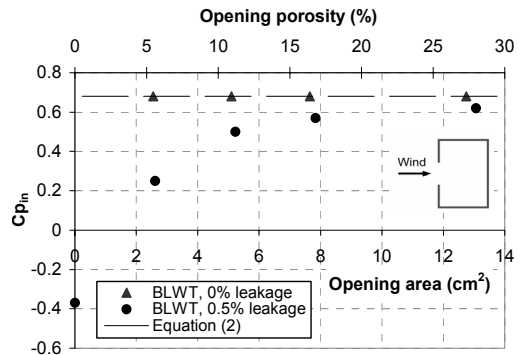 Opening porosity (%)
0 5 10 15 20 25 30
0.8
0.6
0.4
0.2
0
-0.2
-0.4
-0.6
Cp_in
Wind
0 2 4 6 8 10 12 14
Opening area (cm²)
BLWT, 0% leakage
BLWT, 0.5% leakage
Equation (2)